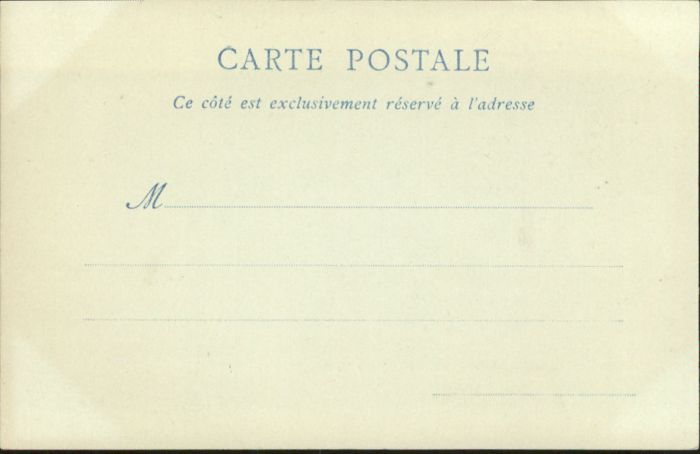 CARTE POSTALE
Ce côté est exclusivement réservé à l'adresse
M